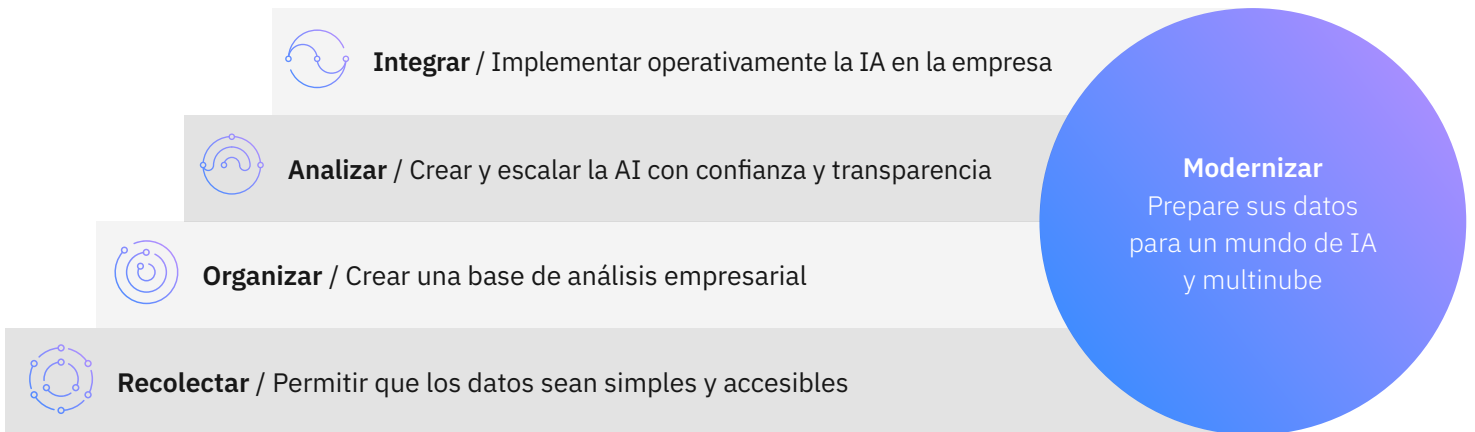 Integrar / Implementar operativamente la IA en la empresa
Analizar / Crear y escalar la AI con confianza y transparencia
Organizar / Crear una base de análisis empresarial
Recolectar / Permitir que los datos sean simples y accesibles
Modernizar
Prepare sus datos
para un mundo de IA
y multinube